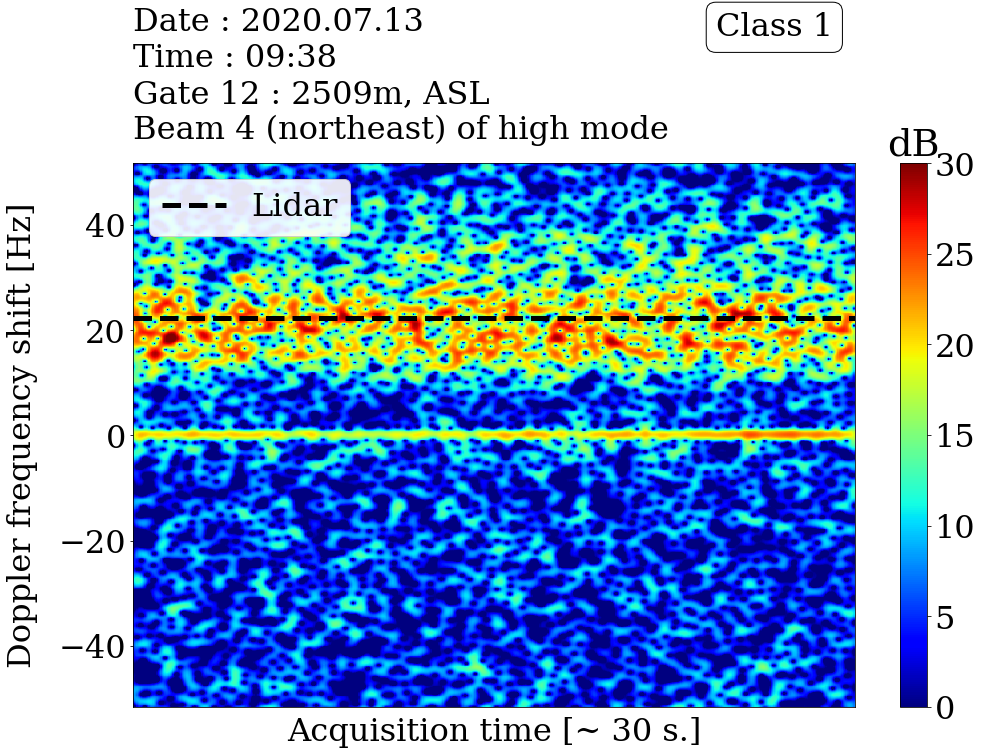 Date : 2020.07.13
Time : 09:38
Gate 12 : 2509m, ASL
Beam 4 (northeast) of high mode
Class 1
dB
Lidar
Doppler frequency shift [Hz]
40
20
0
−20
−40
30
25
20
15
10
5
0
Acquisition time [~ 30 s.]